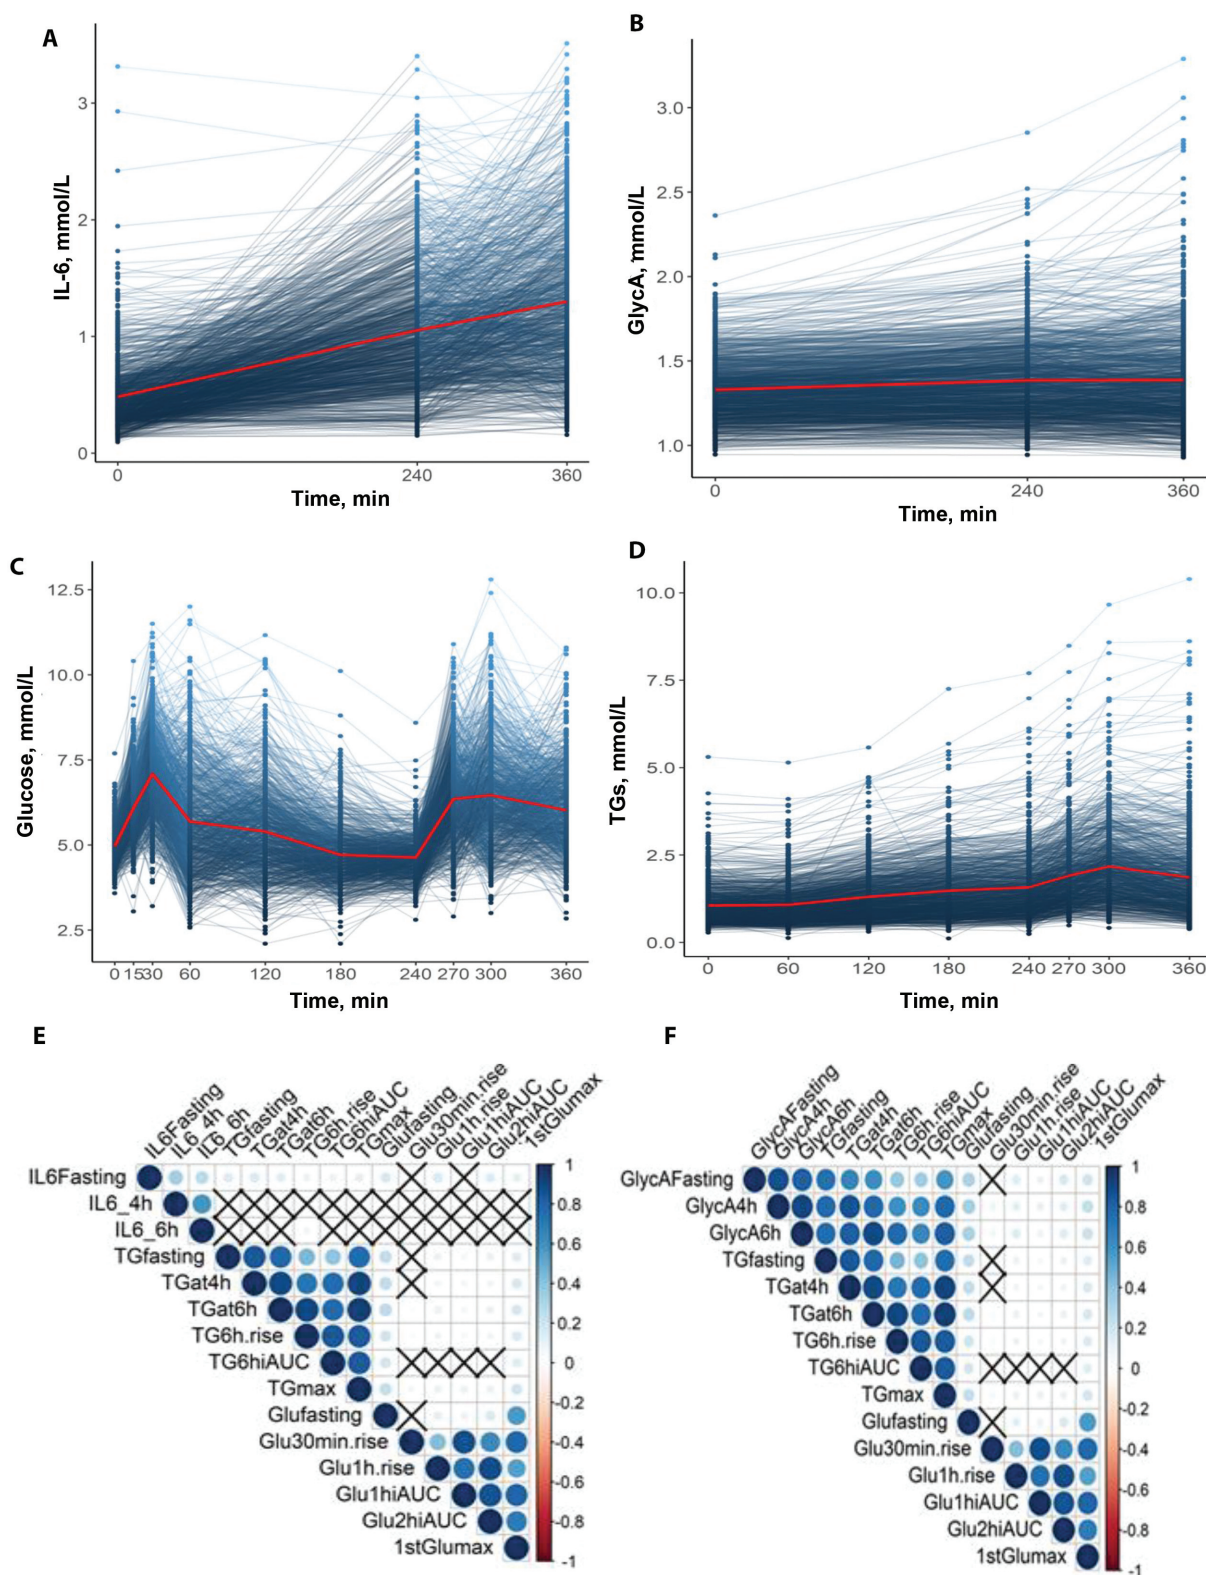 A
IL-6, mmol/L
3
2
1
0
0 240 360
Time, min
B
GlycA, mmol/L
3.0
2.5
2.0
1.5
1.0
0 240 360
Time, min
C
Glucose, mmol/L
12.5
10.0
7.5
5.0
2.5
0 15 30 60 120 180 240 270 300 360
Time, min
D
TGs, mmol/L
10.0
7.5
5.0
2.5
0.0
0 60 120 180 240 270 300 360
Time, min
E
IL6Fasting
IL6_4h
IL6_6h
TGfasting
TGat4h
TGat6h
TG6h.rise
TG6hiAUC
TGmax
Glufasting
Glu30min.rise
Glu1h.rise
Glu1hiAUC
Glu2hiAUC
1stGlumax
IL6Fasting
IL6_4h
IL6_6h
TGfasting
TGat4h
TGat6h
TG6h.rise
TG6hiAUC
TGmax
Glufasting
Glu30min.rise
Glu1h.rise
Glu1hiAUC
Glu2hiAUC
1stGlumax
1
0.8
0.6
0.4
0.2
0
-0.2
-0.4
-0.6
-0.8
-1
F
GlycAFasting
GlycA4h
GlycA6h
TGfasting
TGat4h
TGat6h
TG6h.rise
TG6hiAUC
TGmax
Glufasting
Glu30min.rise
Glu1h.rise
Glu1hiAUC
Glu2hiAUC
1stGlumax
GlycAFasting
GlycA4h
GlycA6h
TGfasting
TGat4h
TGat6h
TG6h.rise
TG6hiAUC
TGmax
Glufasting
Glu30min.rise
Glu1h.rise
Glu1hiAUC
Glu2hiAUC
1stGlumax
1
0.8
0.6
0.4
0.2
0
-0.2
-0.4
-0.6
-0.8
-1